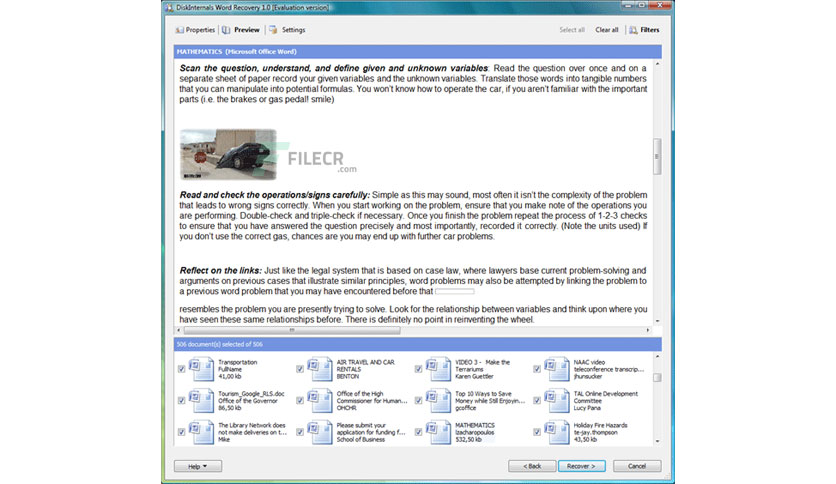 DiskInternals Word Recovery 1.0 [Evaluation version]
Properties Preview Settings Select all Clear all Filters
MATHEMATICS (Microsoft Office Word)
Scan the question, understand, and define given and unknown variables: Read the question over once and on a
separate sheet of paper record your given variables and the unknown variables. Translate those words into tangible numbers
that you can manipulate into potential formulas. You won't know how to operate the car, if you aren't familiar with the important
parts (i.e. the brakes or gas pedal! smile)
FILECR
.com
Read and check the operations/signs carefully: Simple as this may sound, most often it isn't the complexity of the problem
that leads to wrong signs correctly. When you start working on the problem, ensure that you make note of the operations you
are performing. Double-check and triple-check if necessary. Once you finish the problem repeat the process of 1-2-3 checks
to ensure that you have answered the question precisely and most importantly, recorded it correctly. (Note the units used) If
you don't use the correct gas, chances are you may end up with further car problems.
Reflect on the links: Just like the legal system that is based on case law, where lawyers base current problem-solving and
arguments on previous cases that illustrate similar principles, word problems may also be attempted by linking the problem to
a previous word problem that you may have encountered before that
resembles the problem you are presently trying to solve. Look for the relationship between variables and think upon where you
have seen these same relationships before. There is definitely no point in reinventing the wheel.
506 document(s) selected of 506
Transportation
FullName
41,00 kb
AIR TRAVEL AND CAR
RENTALS
BENTON
VIDEO 3 - Make the
Terrariums
Karen Guettler
NAAC video
teleconference transcrip...
jhunsucker
Tourism_Google_RLS.doc
Office of the Governor
86,50 kb
Office of the High
Commissioner for Human...
OHCHR
Top 10 Ways to Save
Money while Still Enjoyin...
gcoffice
TAL Online Development
Committee
Lucy Pana
The Library Network does
not make deliveries on t...
Mike
Please submit your
application for funding f...
School of Business
MATHEMATICS
lzacharopoulos
532,50 kb
Holiday Fire Hazards
te-jay.thompson
43,50 kb
Help < Back Recover > Cancel